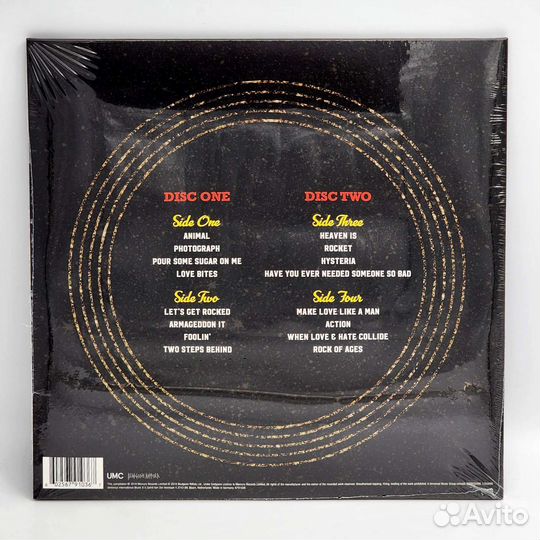 DISC ONE
Side One
ANIMAL
PHOTOGRAPH
POUR SOME SUGAR ON ME
LOVE BITES
Side Two
LET'S GET ROCKED
ARMAGEDDON IT
FOOLIN'
TWO STEPS BEHIND
DISC TWO
Side Three
HEAVEN IS
ROCKET
HYSTERIA
HAVE YOU EVER NEEDED SOMEONE SO BAD
Side Four
MAKE LOVE LIKE A MAN
ACTION
WHEN LOVE & HATE COLLIDE
ROCK OF AGES
UMC
Avito